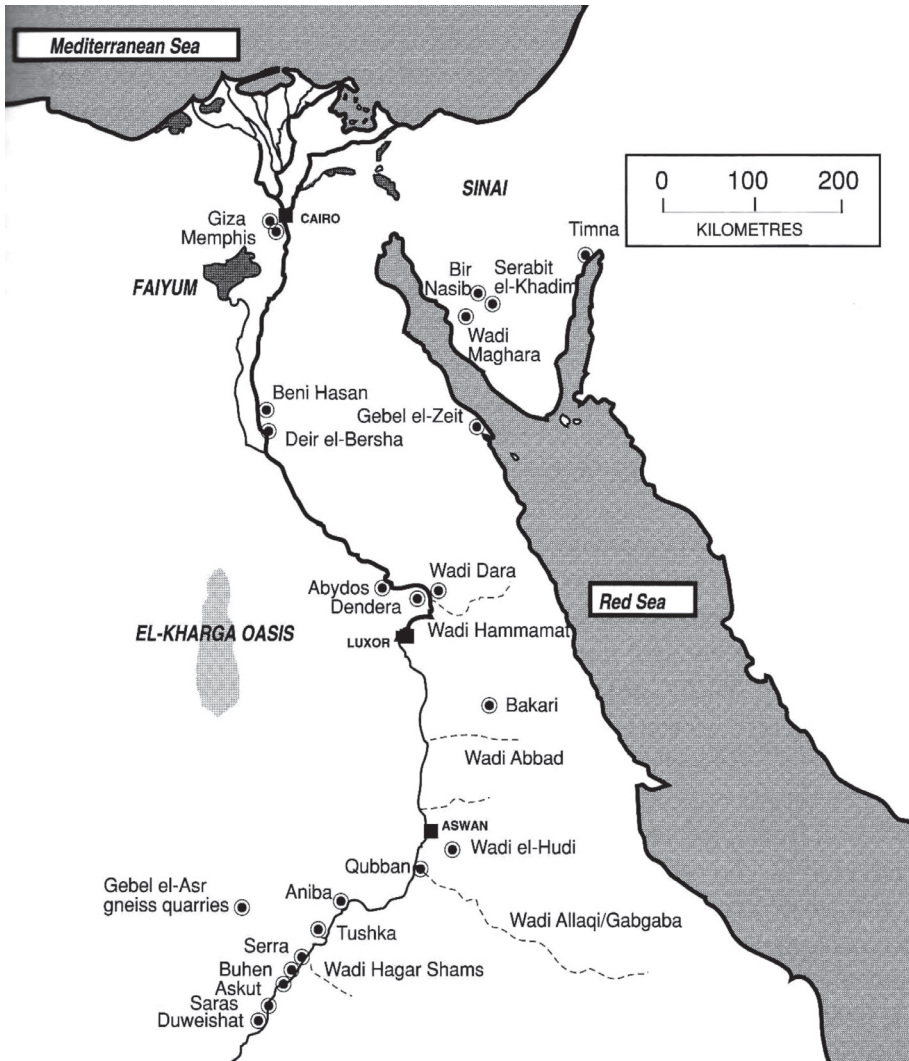 Mediterranean Sea
SINAI
0 100 200
KILOMETRES
Giza
Memphis
CAIRO
Timna
FAIYUM
Bir
Nasib
Serabit
el-Khadim
Wadi
Maghara
Beni Hasan
Deir el-Bersha
Gebel el-Zeit
Abydos
Dendera
Wadi Dara
Wadi Hammamat
Red Sea
EL-KHARGA OASIS
LUXOR
Bakari
Wadi Abbad
ASWAN
Wadi el-Hudi
Qubban
Gebel el-Asr
gneiss quarries
Aniba
Tushka
Wadi Allaqi/Gabgaba
Serra
Wadi Hagar Shams
Buhen
Askut
Saras
Duweishat